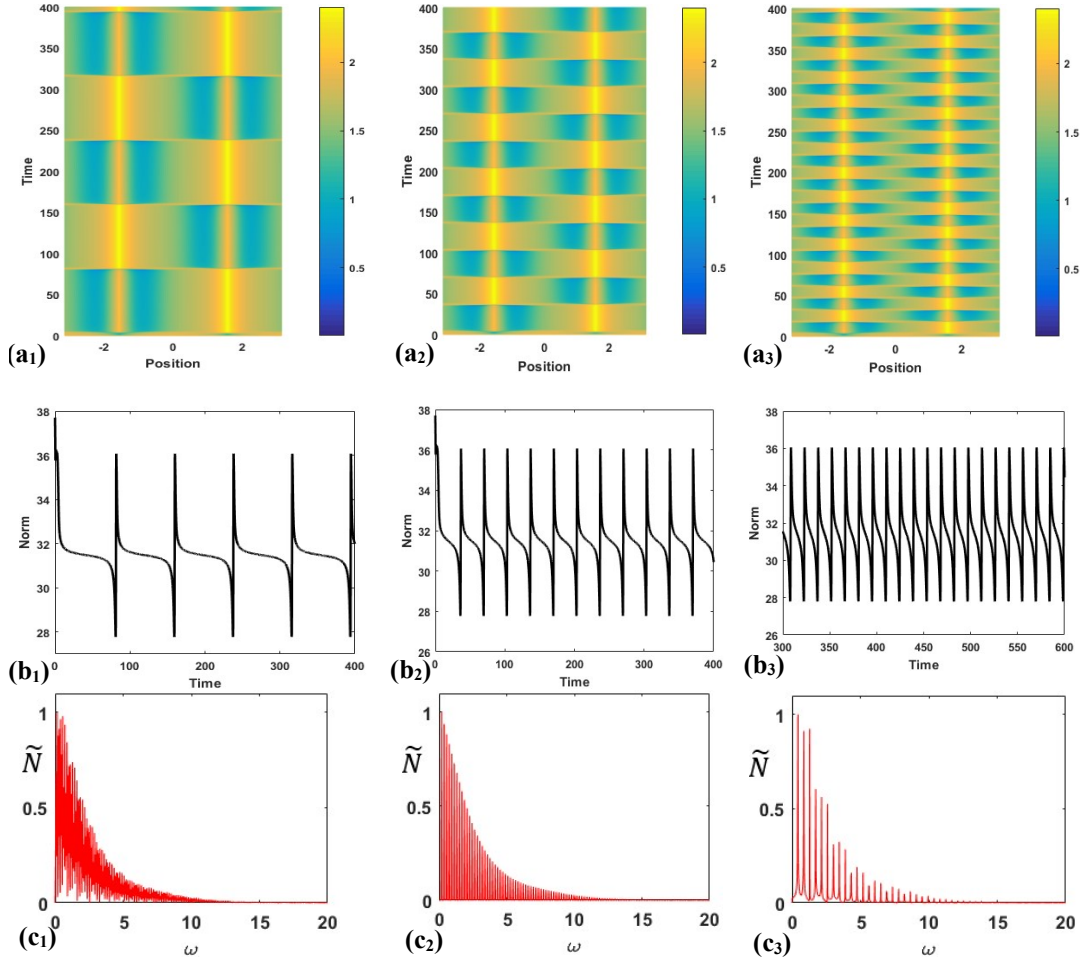 400
350
300
250
200
150
100
50
0
Time
-2 0 2
Position
2
1.5
1
0.5
(a1)
400
350
300
250
200
150
100
50
0
Time
-2 0 2
Position
2
1.5
1
0.5
(a2)
400
350
300
250
200
150
100
50
0
Time
-2 0 2
Position
2
1.5
1
0.5
(a3)
38
36
34
32
31
28
Norm
0 100 200 300 400
Time
(b1)
38
36
34
32
30
28
26
Norm
0 100 200 300 400
Time
(b2)
38
36
34
32
30
28
26
Norm
300 350 400 450 500 550 600
Time
(b3)
1
0.5
0
Ñ
0 5 10 15 20
ω
(c1)
1
0.5
0
Ñ
0 5 10 15 20
ω
(c2)
1
0.5
0
Ñ
0 5 10 15 20
ω
(c3)